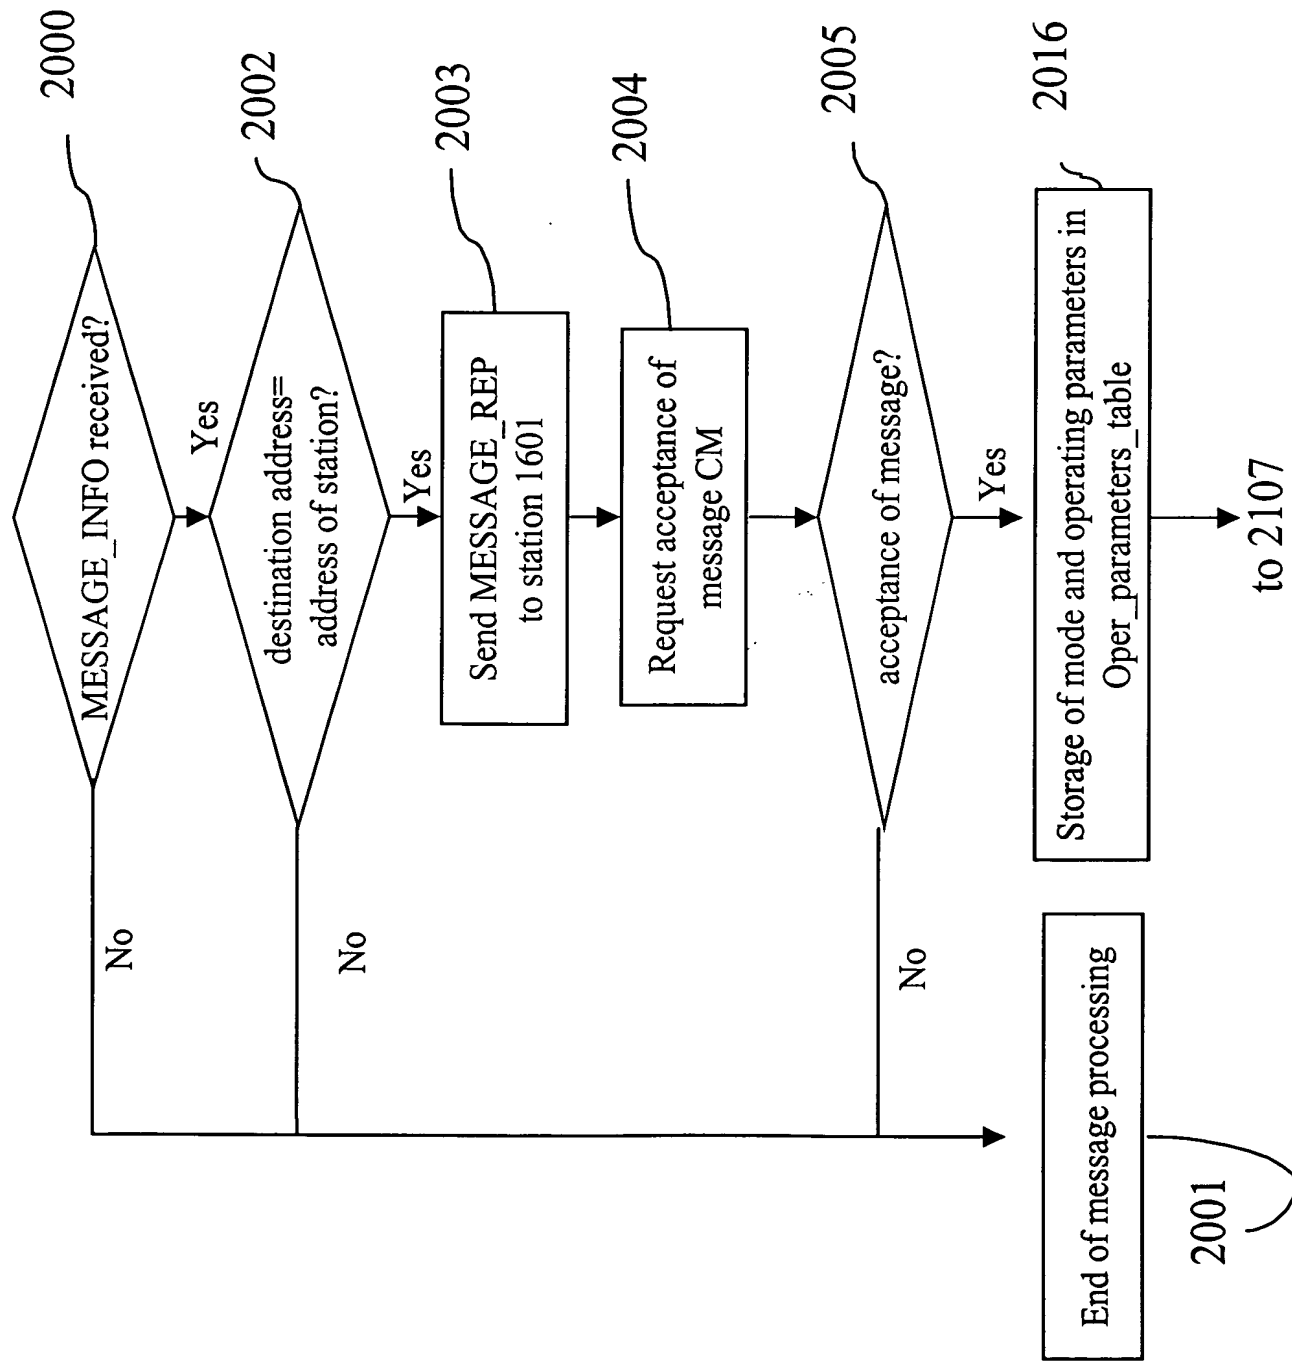 2000
MESSAGE_INFO received?
No
Yes
2002
destination address=
address of station?
No
Yes
2003
Send MESSAGE_REP
to station 1601
2004
Request acceptance of
message CM
2005
acceptance of message?
No
Yes
2016
Storage of mode and operating parameters in
Oper_parameters_table
End of message processing
2001
to 2107